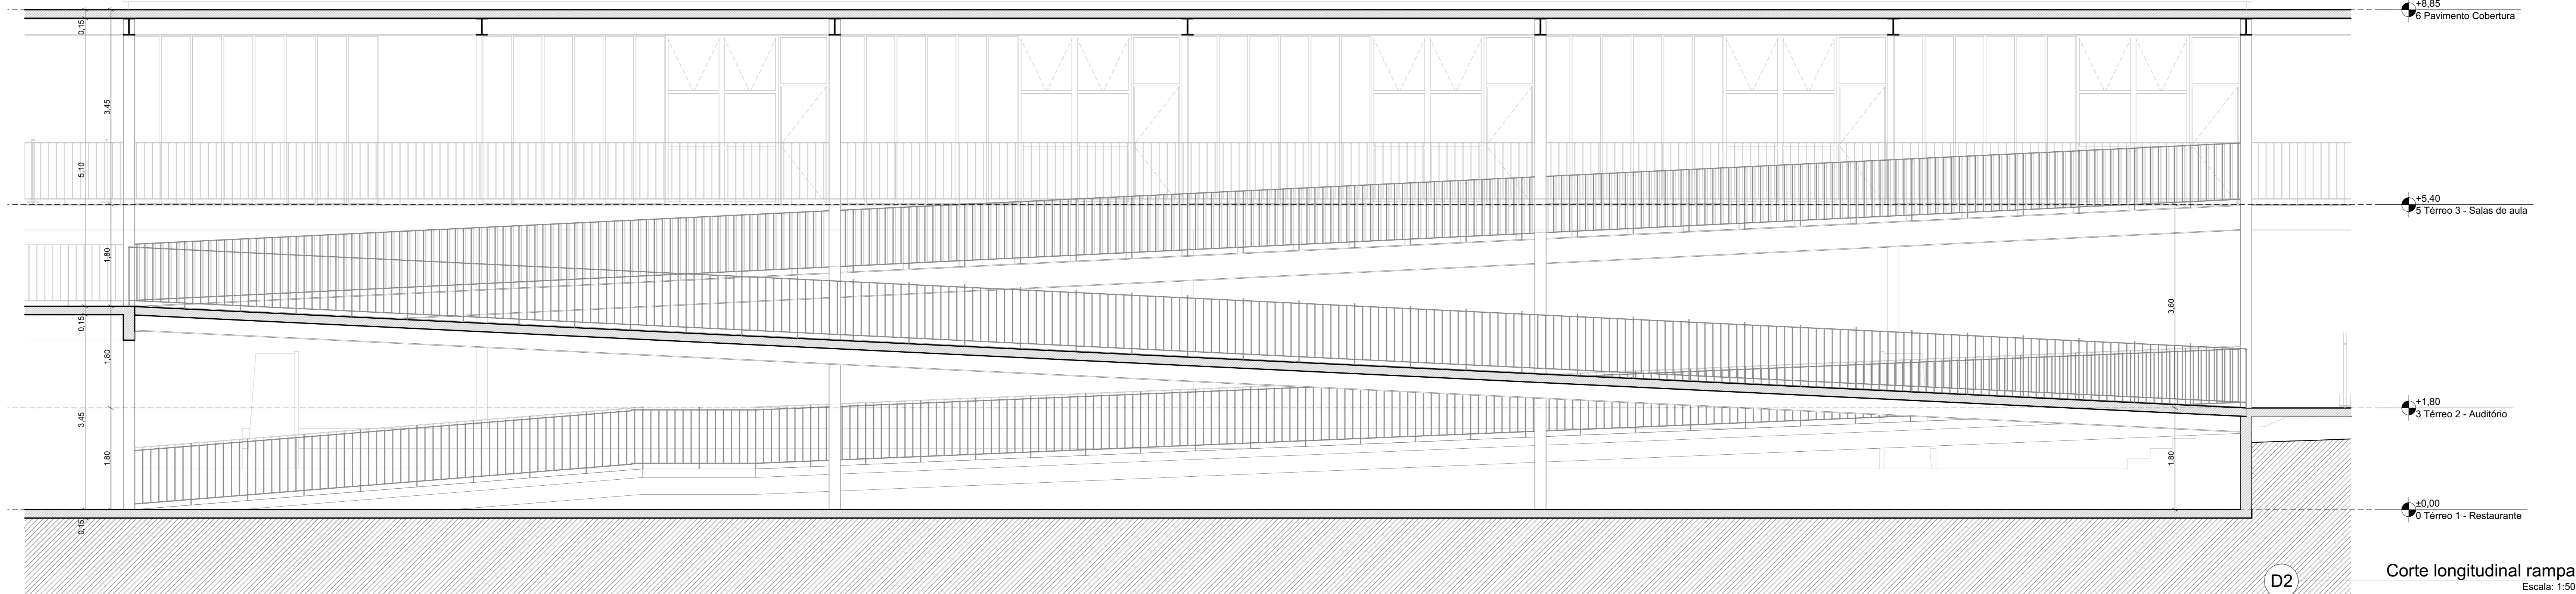 0,15
3,45
5,10
1,80
0,15
1,80
3,45
1,80
0,15
3,60
1,80
+8,85
6 Pavimento Cobertura
+5,40
5 Térreo 3 - Salas de aula
+1,80
3 Térreo 2 - Auditório
±0,00
0 Térreo 1 - Restaurante
D2
Corte longitudinal rampa
Escala: 1:50